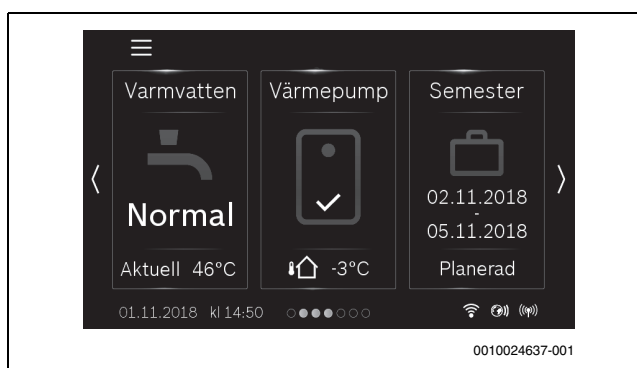 Varmvatten
Normal
Aktuell 46°C
Värmepump
-3°C
Semester
02.11.2018
-
05.11.2018
Planerad
01.11.2018 kl 14:50
0010024637-001